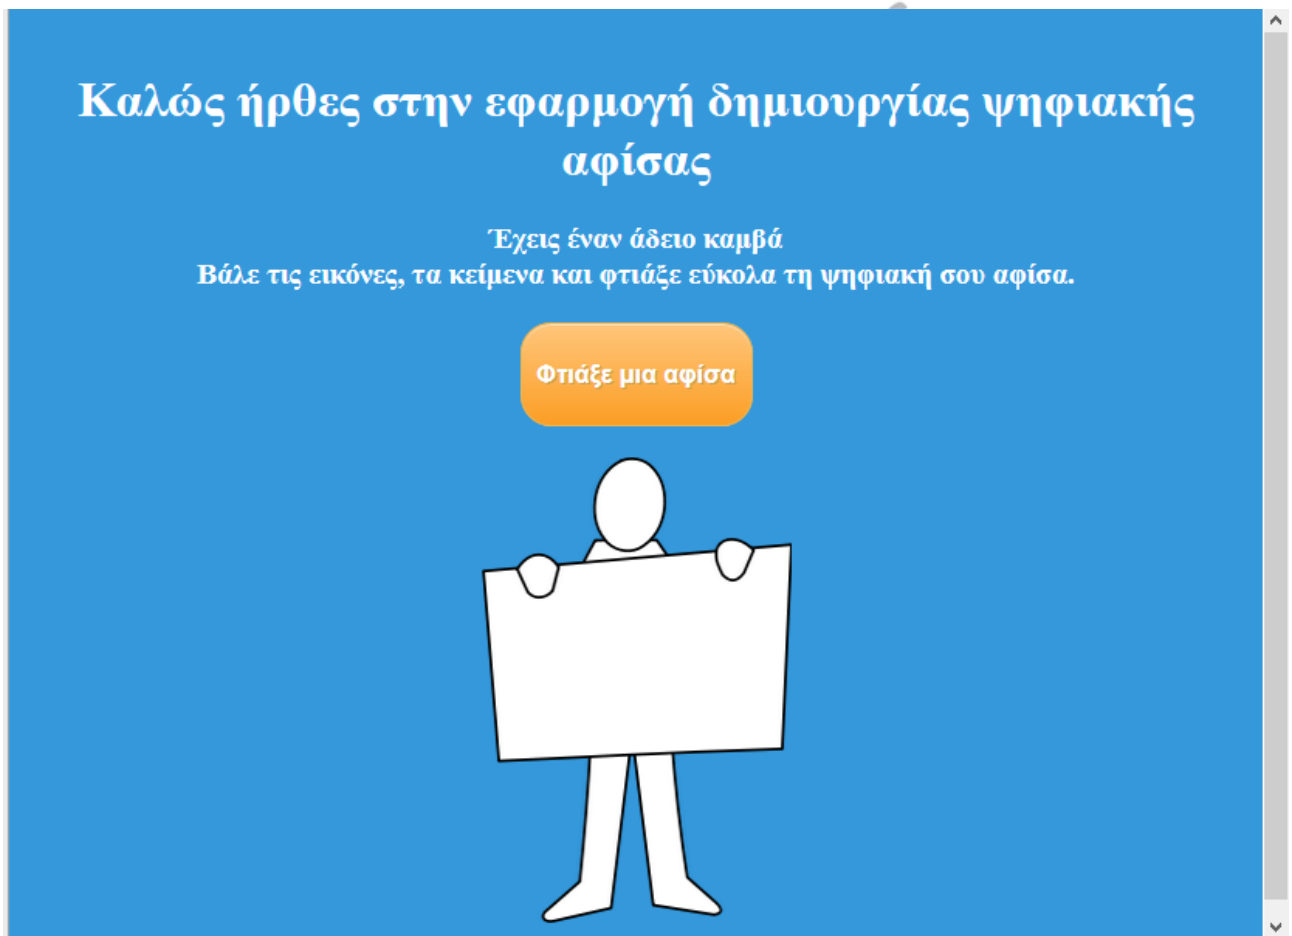 Καλώς ήρθες στην εφαρμογή δημιουργίας ψηφιακής
αφίσας
Έχεις έναν άδειο καμβά
Βάλε τις εικόνες, τα κείμενα και φτιάξε εύκολα τη ψηφιακή σου αφίσα.
Φτιάξε μια αφίσα